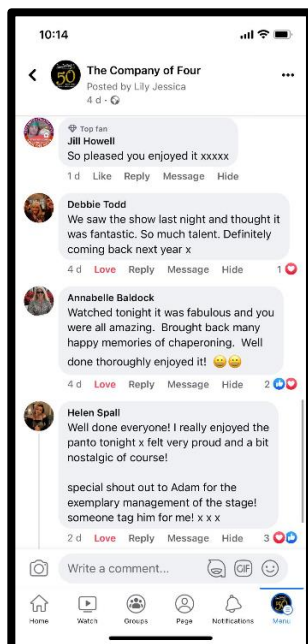 10:14
The Company of Four
Posted by Lily Jessica
4 d ·
50
Top fan
Jill Howell
So pleased you enjoyed it xxxxx
1 d Like Reply Message Hide
Debbie Todd
We saw the show last night and thought it
was fantastic. So much talent. Definitely
coming back next year x
4 d Love Reply Message Hide 1
Annabelle Baldock
Watched tonight it was fabulous and you
were all amazing. Brought back many
happy memories of chaperoning. Well
done thoroughly enjoyed it! 😀😀
4 d Love Reply Message Hide 2
Helen Spall
Well done everyone! I really enjoyed the
panto tonight x felt very proud and a bit
nostalgic of course!
special shout out to Adam for the
exemplary management of the stage!
someone tag him for me! x x x
2 d Love Reply Message Hide 3
Write a comment...
GIF
Home Watch Groups Page Notifications Menu